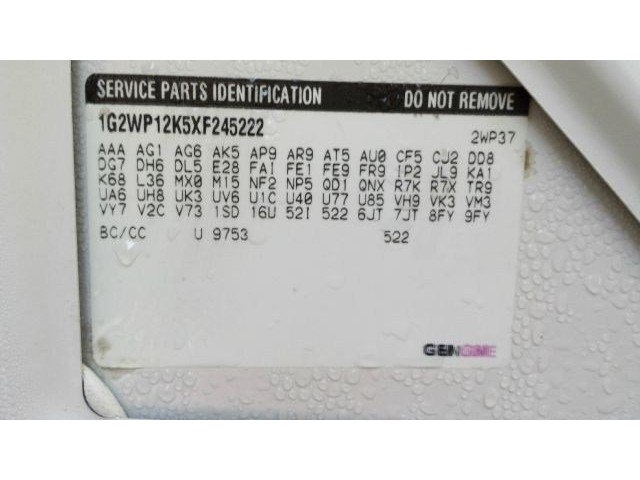 SERVICE PARTS IDENTIFICATION DO NOT REMOVE
1G2WP12K5XF245222 2WP37
AAA AG1 AG6 AK5 AP9 AR9 AT5 AU0 CF5 CJ2 DD8
DG7 DH6 DL5 E28 FA1 FE1 FE9 FR9 IP2 JL9 KA1
K68 L36 MX0 M15 NF2 NP5 QD1 QNX R7K R7X TR9
UA6 UH8 UK3 UV6 U1C U40 U77 U85 VH9 VK3 VM3
VY7 V2C V73 1SD 16U 52I 522 6JT 7JT 8FY 9FY
BC/CC U 9753 522